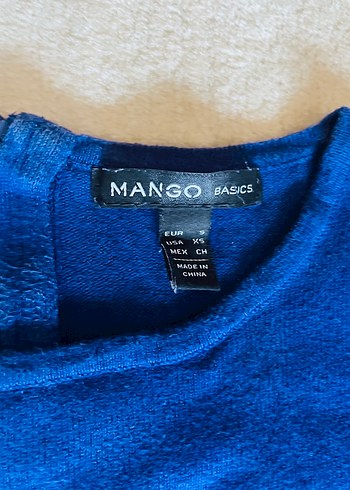 MANGO BASICS
EUR S
USA XS
MEX CH
MADE IN
CHINA